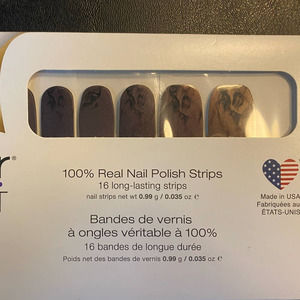 r®
T
100% Real Nail Polish Strips
16 long-lasting strips
nail strips net wt 0.99 g / 0.035 oz ℮
Made in USA
Fabriquées au
ÉTATS-UNIS
Bandes de vernis
à ongles véritable à 100%
16 bandes de longue durée
Poids net des bandes de vernis 0.99 g / 0.035 oz ℮